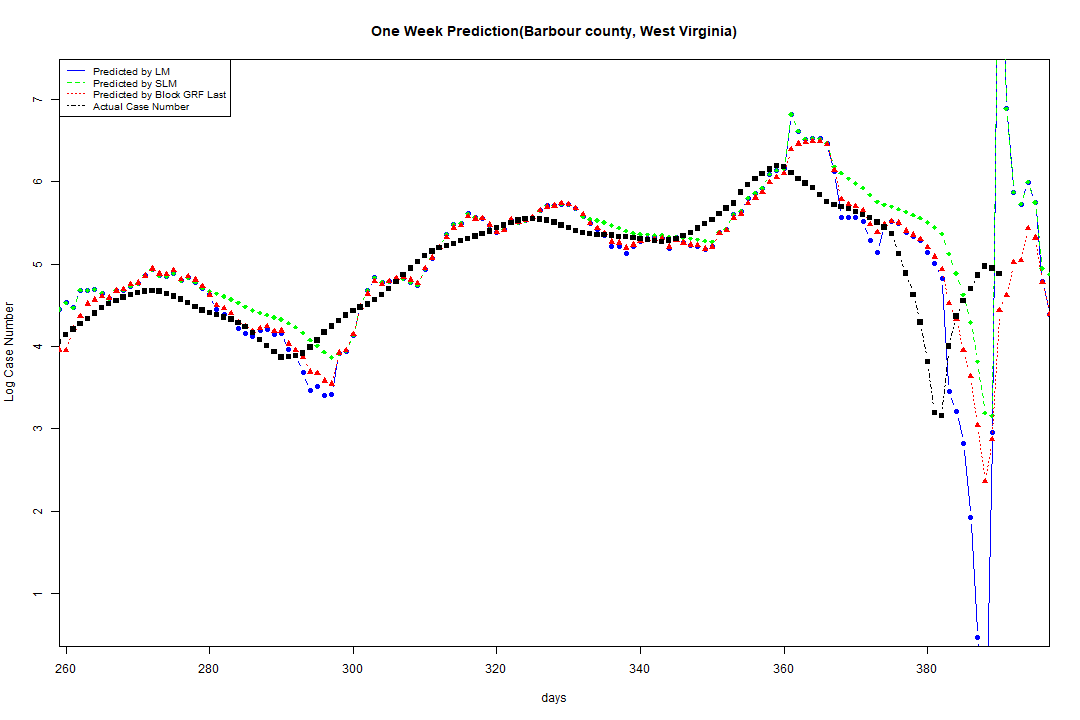 One Week Prediction(Barbour county, West Virginia)
Predicted by LM
Predicted by SLM
Predicted by Block GRF Last
Actual Case Number
7
6
5
4
3
2
1
Log Case Number
260 280 300 320 340 360 380
days